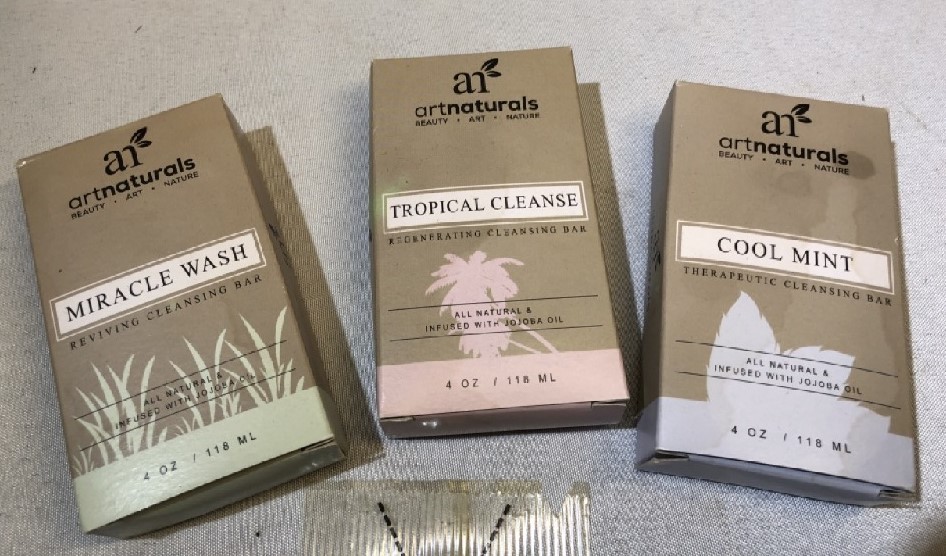 an
artnaturals
BEAUTY · ART · NATURE
MIRACLE WASH
REVIVING CLEANSING BAR
ALL NATURAL &
INFUSED WITH JOJOBA OIL
4 OZ / 118 ML
an
artnaturals
BEAUTY · ART · NATURE
TROPICAL CLEANSE
REGENERATING CLEANSING BAR
ALL NATURAL &
INFUSED WITH JOJOBA OIL
4 OZ / 118 ML
an
artnaturals
BEAUTY · ART · NATURE
COOL MINT
THERAPEUTIC CLEANSING BAR
ALL NATURAL &
INFUSED WITH JOJOBA OIL
4 OZ / 118 ML